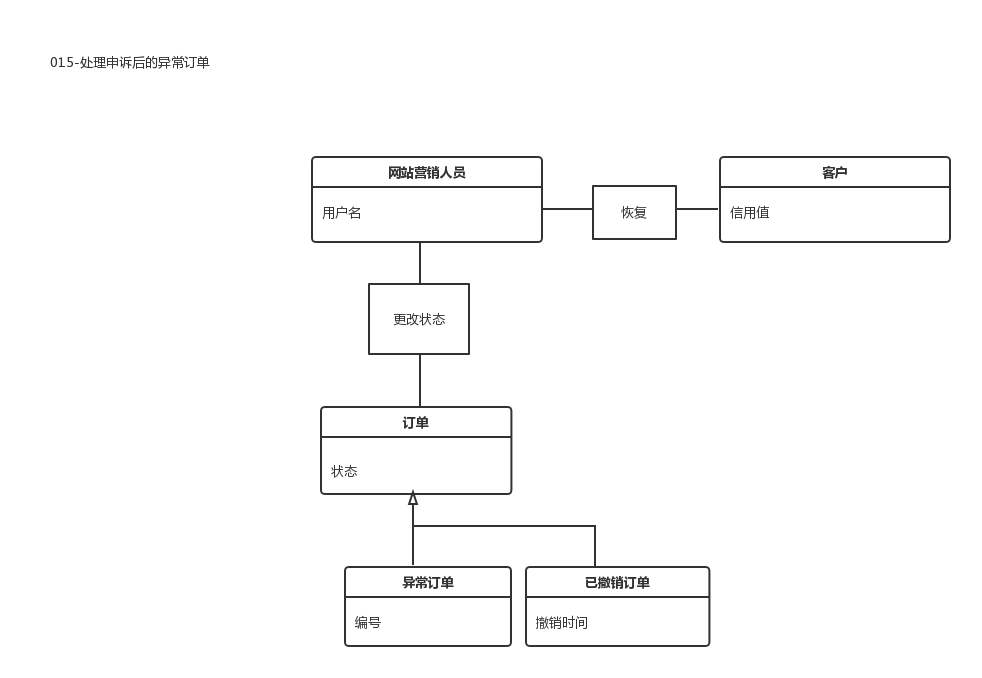 015-处理申诉后的异常订单
网站营销人员
用户名
恢复
客户
信用值
更改状态
订单
状态
异常订单
编号
已撤销订单
撤销时间